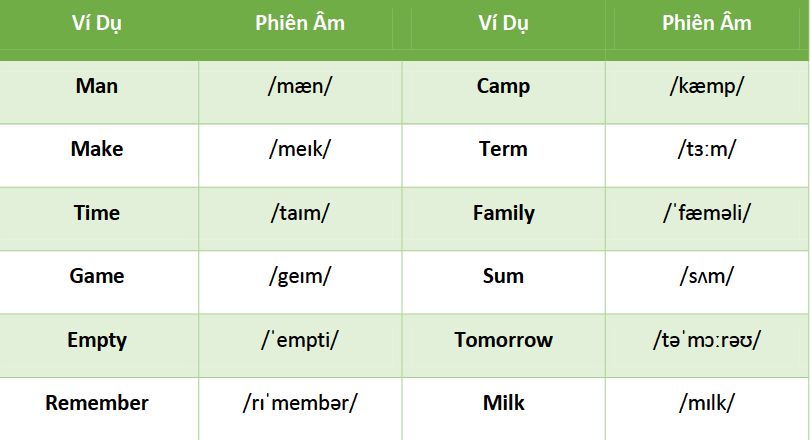 Ví Dụ Phiên Âm Ví Dụ Phiên Âm
Man /mæn/ Camp /kæmp/
Make /meɪk/ Term /tɜːm/
Time /taɪm/ Family /ˈfæməli/
Game /geɪm/ Sum /sʌm/
Empty /ˈempti/ Tomorrow /təˈmɔːrəʊ/
Remember /rɪˈmembər/ Milk /mɪlk/